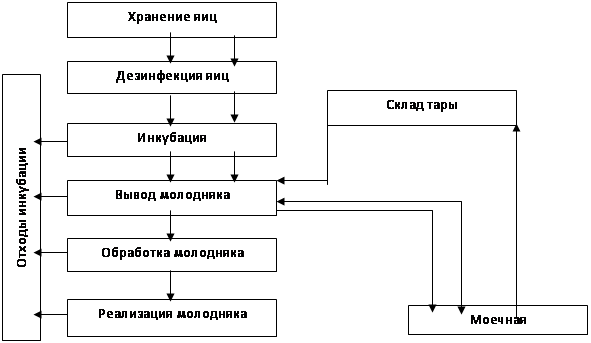 Хранение яиц
Дезинфекция яиц
Инкубация
Вывод молодняка
Обработка молодняка
Реализация молодняка
Отходы инкубации
Склад тары
Моечная